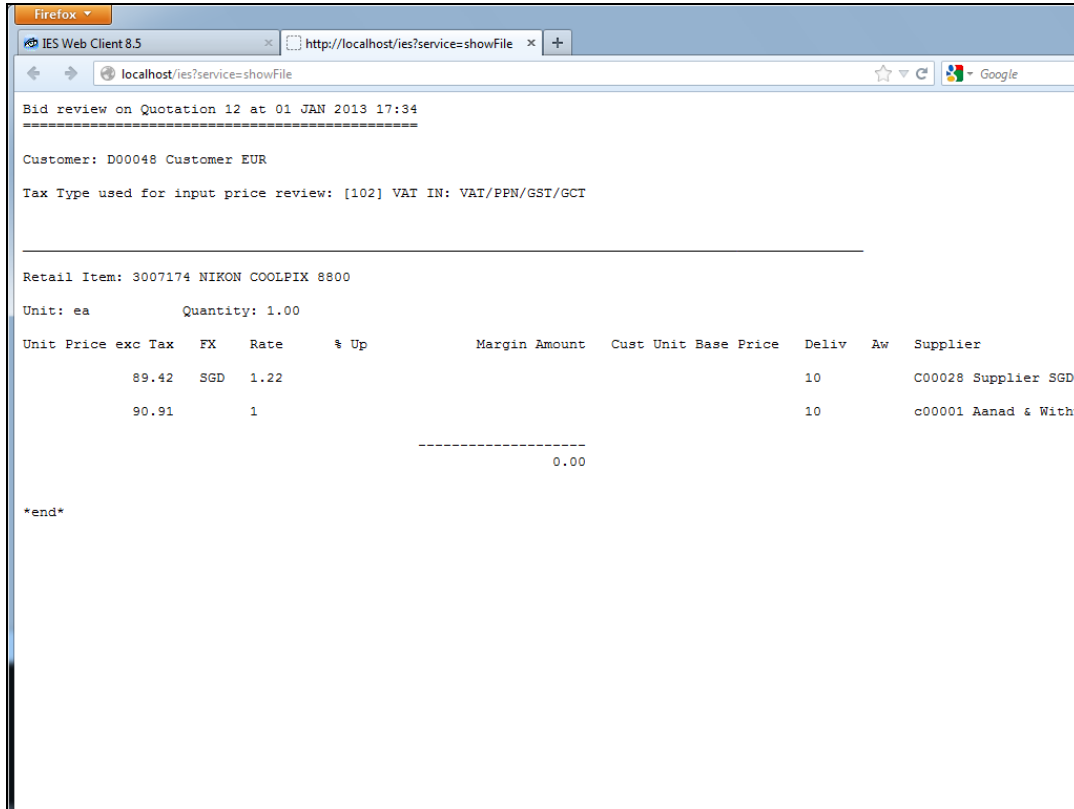 Firefox
IES Web Client 8.5
http://localhost/ies?service=showFile
localhost/ies?service=showFile
Google
Bid review on Quotation 12 at 01 JAN 2013 17:34
===============================================
Customer: D00048 Customer EUR
Tax Type used for input price review: [102] VAT IN: VAT/PPN/GST/GCT
Retail Item: 3007174 NIKON COOLPIX 8800
Unit: ea Quantity: 1.00
Unit Price exc Tax FX Rate % Up Margin Amount Cust Unit Base Price Deliv Aw Supplier
89.42 SGD 1.22 10 C00028 Supplier SGD
90.91 1 10 c00001 Aanad & With
--------------------
0.00
*end*